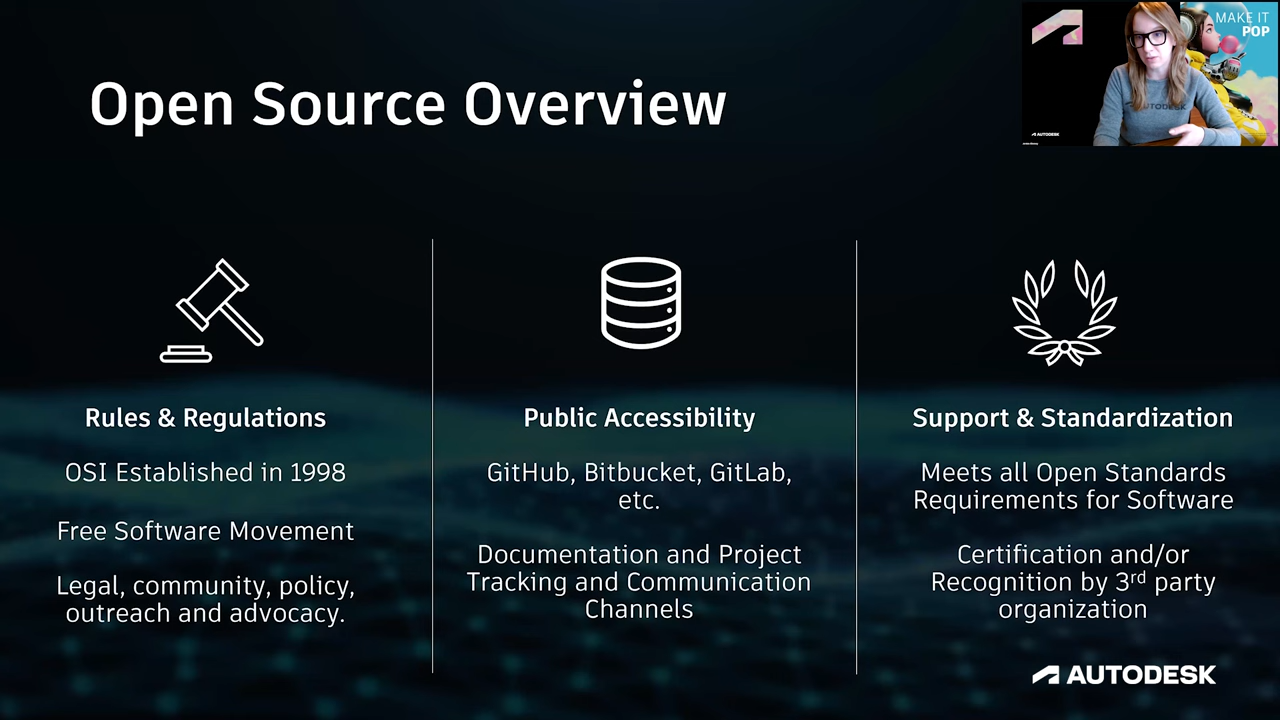 Open Source Overview
MAKE IT
POP
AUTODESK
AUTODESK
Rules & Regulations
OSI Established in 1998
Free Software Movement
Legal, community, policy,
outreach and advocacy.
Public Accessibility
GitHub, Bitbucket, GitLab,
etc.
Documentation and Project
Tracking and Communication
Channels
Support & Standardization
Meets all Open Standards
Requirements for Software
Certification and/or
Recognition by 3rd party
organization
AUTODESK